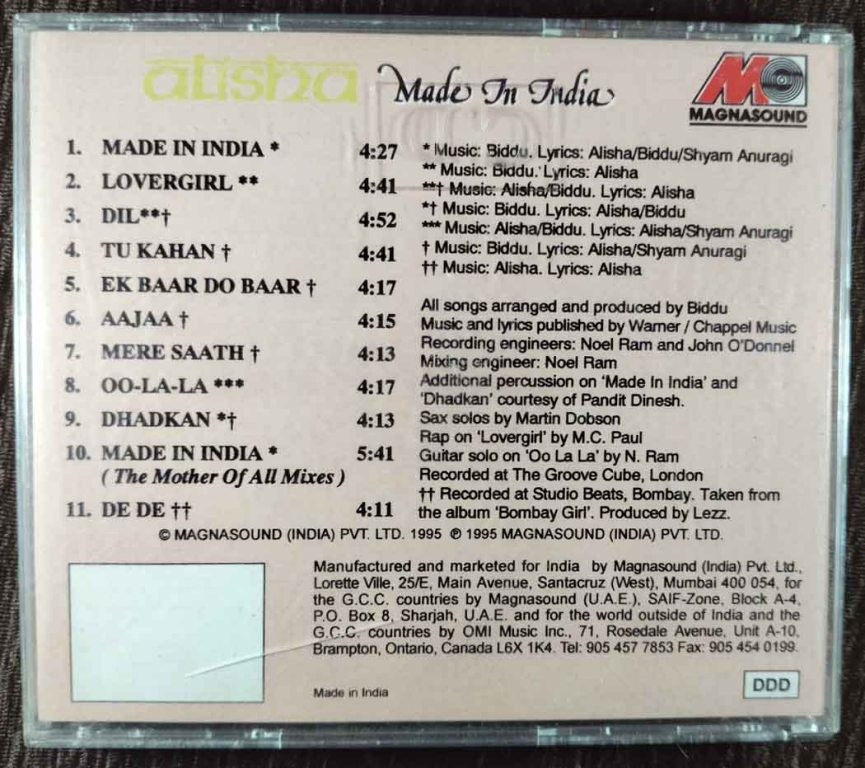 alisha Made In India
MAGNASOUND
1. MADE IN INDIA * 4:27
2. LOVERGIRL ** 4:41
3. DIL**† 4:52
4. TU KAHAN † 4:41
5. EK BAAR DO BAAR † 4:17
6. AAJAA † 4:15
7. MERE SAATH † 4:13
8. OO-LA-LA *** 4:17
9. DHADKAN *† 4:13
10. MADE IN INDIA * 5:41
( The Mother Of All Mixes )
11. DE DE †† 4:11
* Music: Biddu. Lyrics: Alisha/Biddu/Shyam Anuragi
** Music: Biddu. Lyrics: Alisha
**† Music: Alisha/Biddu. Lyrics: Alisha
*† Music: Biddu. Lyrics: Alisha/Biddu
*** Music: Alisha/Biddu. Lyrics: Alisha/Shyam Anuragi
† Music: Biddu. Lyrics: Alisha/Shyam Anuragi
†† Music: Alisha. Lyrics: Alisha
All songs arranged and produced by Biddu
Music and lyrics published by Warner / Chappel Music
Recording engineers: Noel Ram and John O'Donnel
Mixing engineer: Noel Ram
Additional percussion on 'Made In India' and
'Dhadkan' courtesy of Pandit Dinesh.
Sax solos by Martin Dobson
Rap on 'Lovergirl' by M.C. Paul
Guitar solo on 'Oo La La' by N. Ram
Recorded at The Groove Cube, London
†† Recorded at Studio Beats, Bombay. Taken from
the album 'Bombay Girl'. Produced by Lezz.
© MAGNASOUND (INDIA) PVT. LTD. 1995 ℗ 1995 MAGNASOUND (INDIA) PVT. LTD.
Manufactured and marketed for India by Magnasound (India) Pvt. Ltd.,
Lorette Ville, 25/E, Main Avenue, Santacruz (West), Mumbai 400 054, for
the G.C.C. countries by Magnasound (U.A.E.), SAIF-Zone, Block A-4,
P.O. Box 8, Sharjah, U.A.E. and for the world outside of India and the
G.C.C. countries by OMI Music Inc., 71, Rosedale Avenue, Unit A-10,
Brampton, Ontario, Canada L6X 1K4. Tel: 905 457 7853 Fax: 905 454 0199.
Made in India
DDD